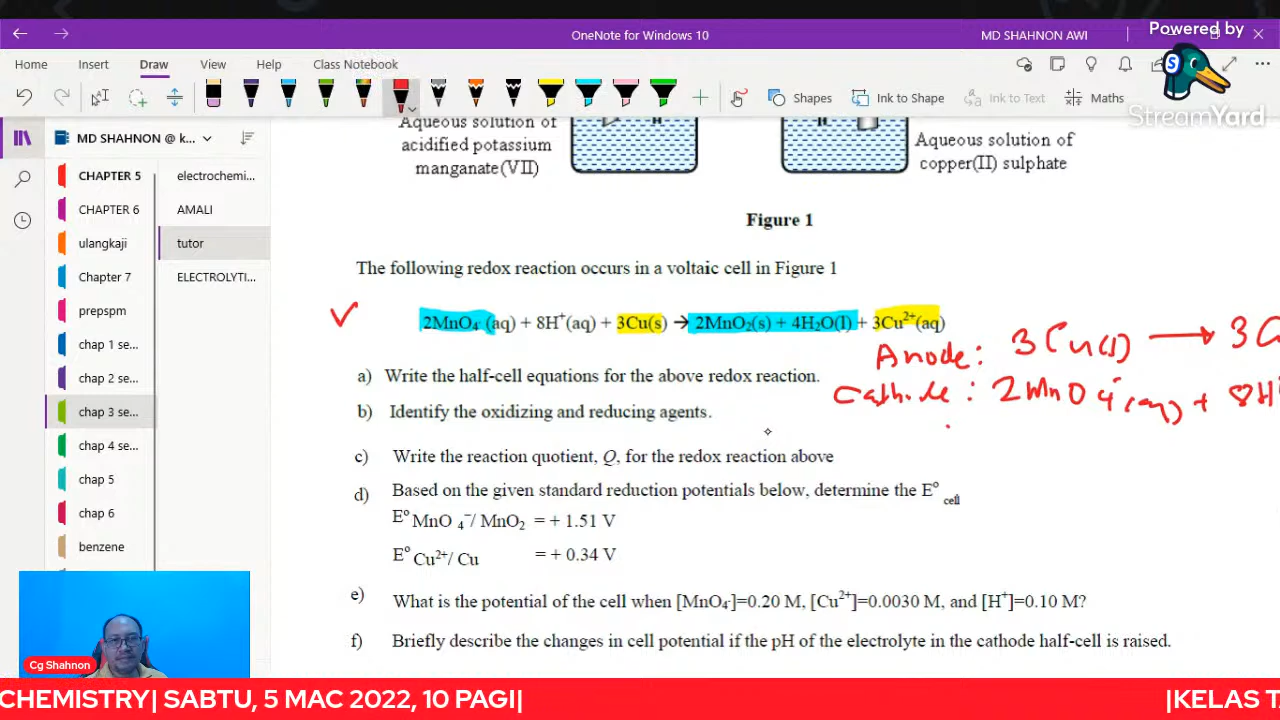 OneNote for Windows 10
MD SHAHNON AWI
Powered by
StreamYard
Home
Insert
Draw
View
Help
Class Notebook
Shapes
Ink to Shape
Ink to Text
Maths
MD SHAHNON @ k...
CHAPTER 5
CHAPTER 6
ulangkaji
Chapter 7
prepspm
chap 1 se...
chap 2 se...
chap 3 se...
chap 4 se...
chap 5
chap 6
benzene
electrochemi...
AMALI
tutor
ELECTROLYTI...
Aqueous solution of
acidified potassium
manganate(VII)
Aqueous solution of
copper(II) sulphate
Figure 1
The following redox reaction occurs in a voltaic cell in Figure 1
2MnO₄⁻(aq) + 8H⁺(aq) + 3Cu(s) → 2MnO₂(s) + 4H₂O(l) + 3Cu²⁺(aq)
Anode: 3Cu(s) → 3C
Cathode: 2MnO₄⁻(aq) + 8H
a) Write the half-cell equations for the above redox reaction.
b) Identify the oxidizing and reducing agents.
c) Write the reaction quotient, Q, for the redox reaction above
d) Based on the given standard reduction potentials below, determine the E° cell
E° MnO ₄⁻/ MnO₂ = + 1.51 V
E° Cu²⁺/ Cu = + 0.34 V
e) What is the potential of the cell when [MnO₄⁻]=0.20 M, [Cu²⁺]=0.0030 M, and [H⁺]=0.10 M?
f) Briefly describe the changes in cell potential if the pH of the electrolyte in the cathode half-cell is raised.
Cg Shahnon
CHEMISTRY| SABTU, 5 MAC 2022, 10 PAGI|
|KELAS T